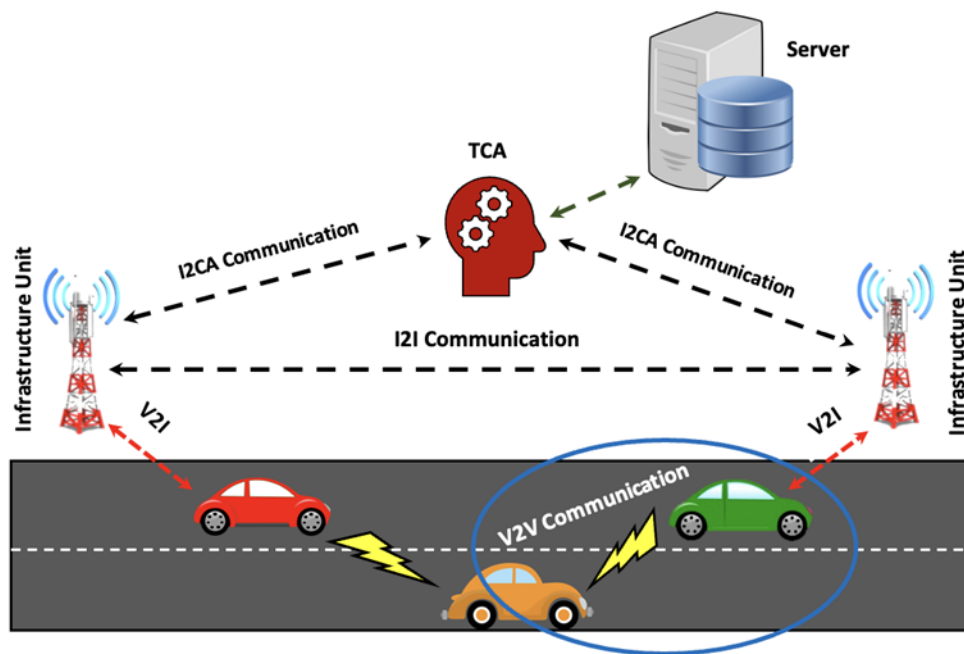 Server
TCA
I2CA Communication
I2CA Communication
Infrastructure Unit
Infrastructure Unit
I2I Communication
V2I
V2I
V2V Communication